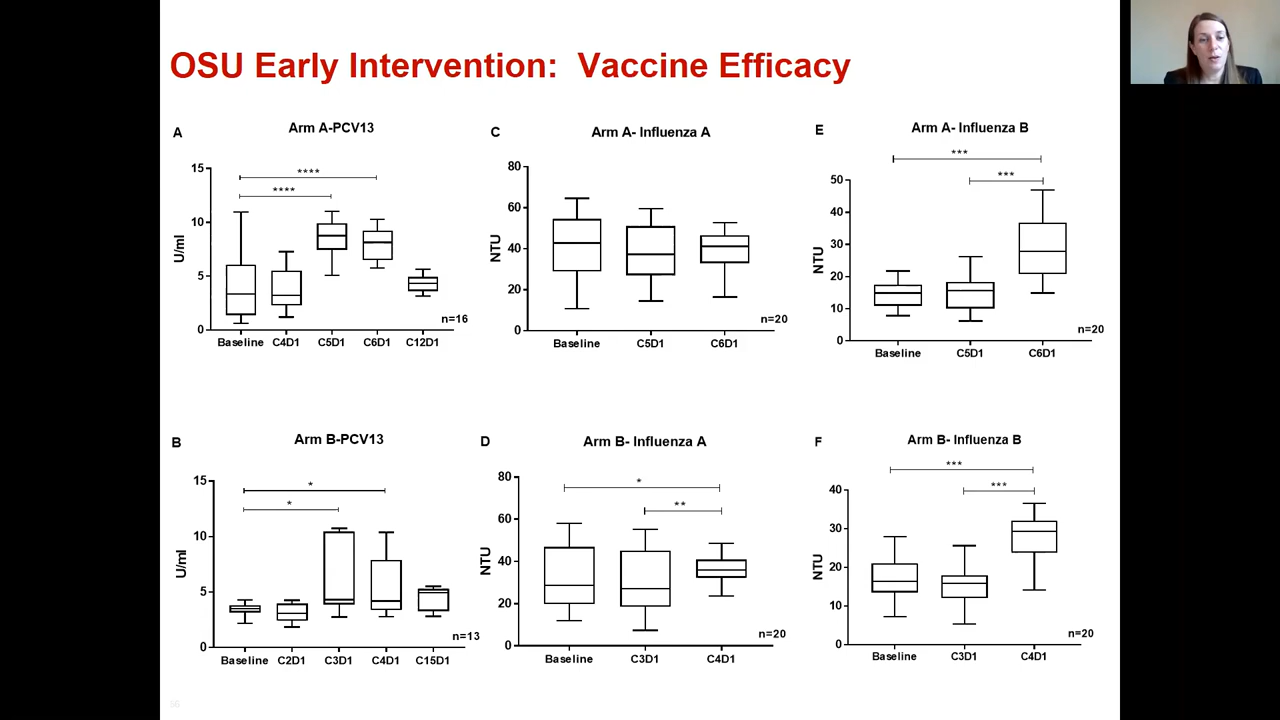 OSU Early Intervention: Vaccine Efficacy
A
Arm A-PCV13
15
10
5
0
U/ml
****
****
n=16
Baseline C4D1 C5D1 C6D1 C12D1
C
Arm A- Influenza A
80
60
40
20
0
NTU
n=20
Baseline C5D1 C6D1
E
Arm A- Influenza B
50
40
30
20
10
0
NTU
***
***
n=20
Baseline C5D1 C6D1
B
Arm B-PCV13
15
10
5
0
U/ml
*
*
n=13
Baseline C2D1 C3D1 C4D1 C15D1
D
Arm B- Influenza A
80
60
40
20
0
NTU
*
**
n=20
Baseline C3D1 C4D1
F
Arm B- Influenza B
40
30
20
10
0
NTU
***
***
n=20
Baseline C3D1 C4D1